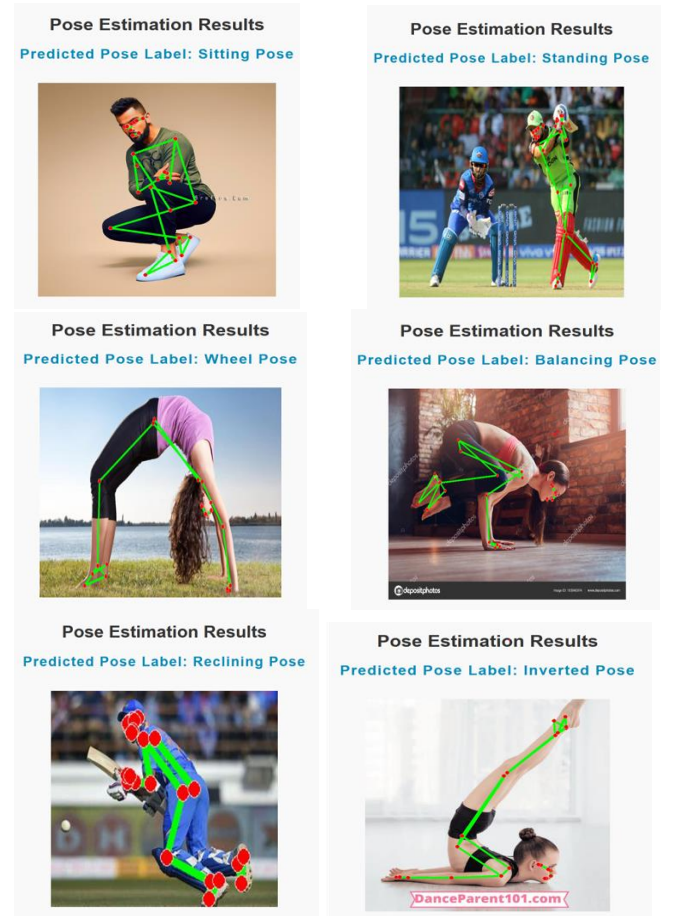 Pose Estimation Results
Predicted Pose Label: Sitting Pose
Pose Estimation Results
Predicted Pose Label: Standing Pose
15
Pose Estimation Results
Predicted Pose Label: Wheel Pose
Pose Estimation Results
Predicted Pose Label: Balancing Pose
depositphotos
Pose Estimation Results
Predicted Pose Label: Reclining Pose
Pose Estimation Results
Predicted Pose Label: Inverted Pose
DanceParent101.com